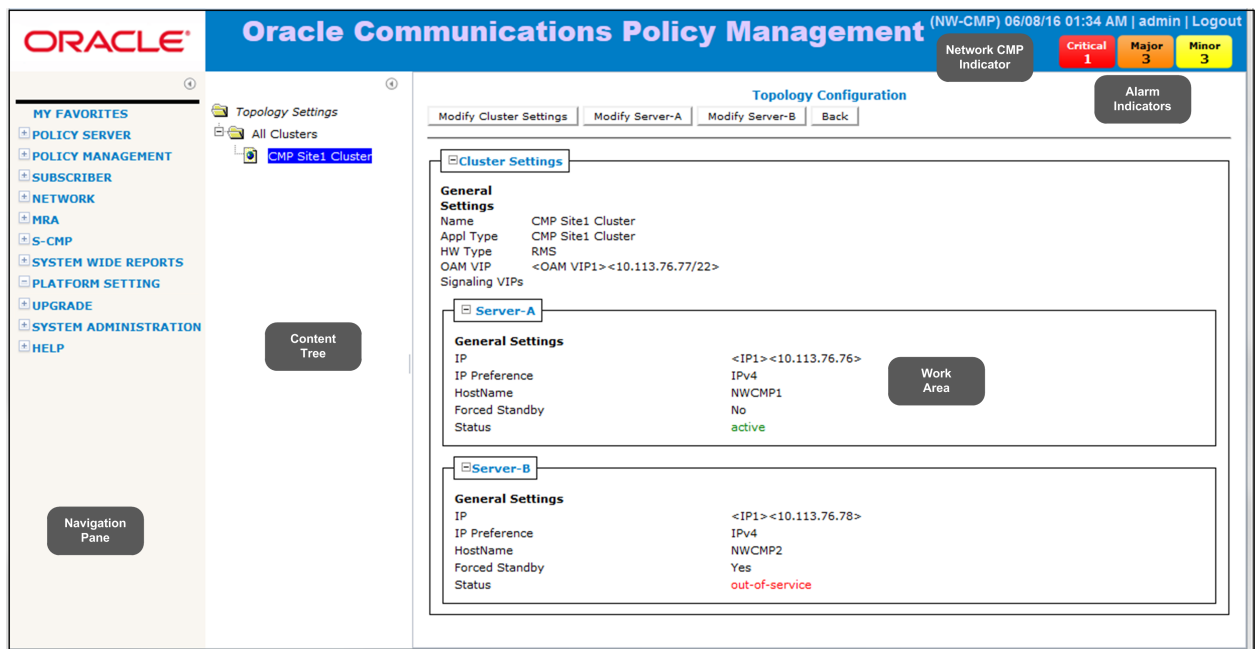 ORACLE®
Oracle Communications Policy Management
(NW-CMP) 06/08/16 01:34 AM | admin | Logout
Network CMP
Indicator
Critical
1
Major
3
Minor
3
Alarm
Indicators
MY FAVORITES
POLICY SERVER
POLICY MANAGEMENT
SUBSCRIBER
NETWORK
MRA
S-CMP
SYSTEM WIDE REPORTS
PLATFORM SETTING
UPGRADE
SYSTEM ADMINISTRATION
HELP
Navigation
Pane
Topology Settings
All Clusters
CMP Site1 Cluster
Content
Tree
Topology Configuration
Modify Cluster Settings Modify Server-A Modify Server-B Back
Cluster Settings
General
Settings
Name CMP Site1 Cluster
Appl Type CMP Site1 Cluster
HW Type RMS
OAM VIP <OAM VIP1><10.113.76.77/22>
Signaling VIPs
Server-A
General Settings
IP <IP1><10.113.76.76>
IP Preference IPv4
HostName NWCMP1
Forced Standby No
Status active
Work
Area
Server-B
General Settings
IP <IP1><10.113.76.78>
IP Preference IPv4
HostName NWCMP2
Forced Standby Yes
Status out-of-service